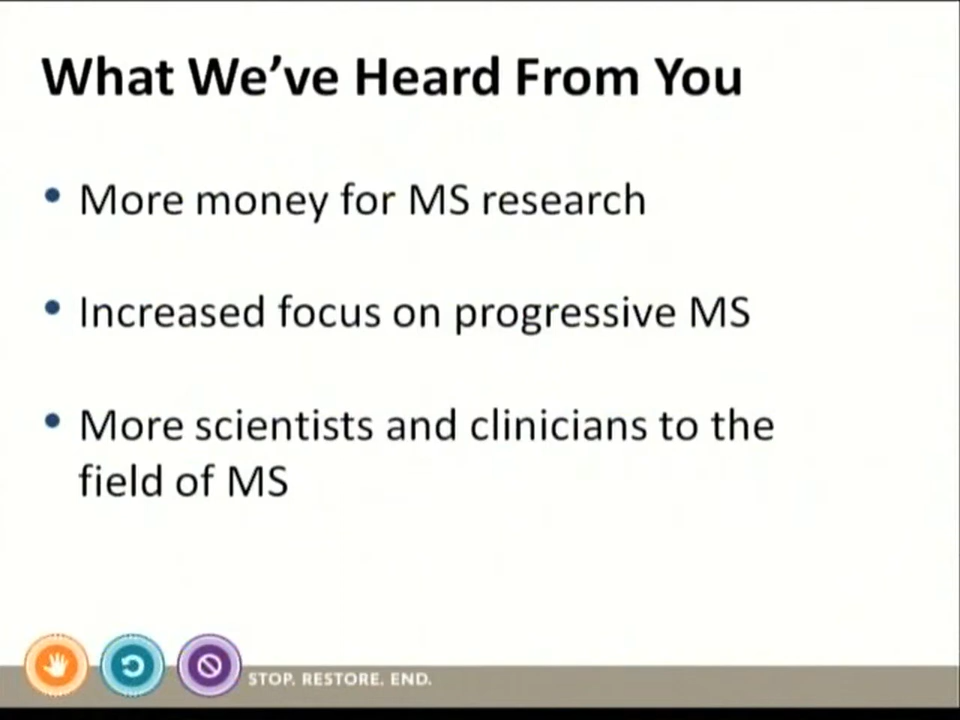 What We've Heard From You
• More money for MS research
• Increased focus on progressive MS
• More scientists and clinicians to the
field of MS
STOP. RESTORE. END.